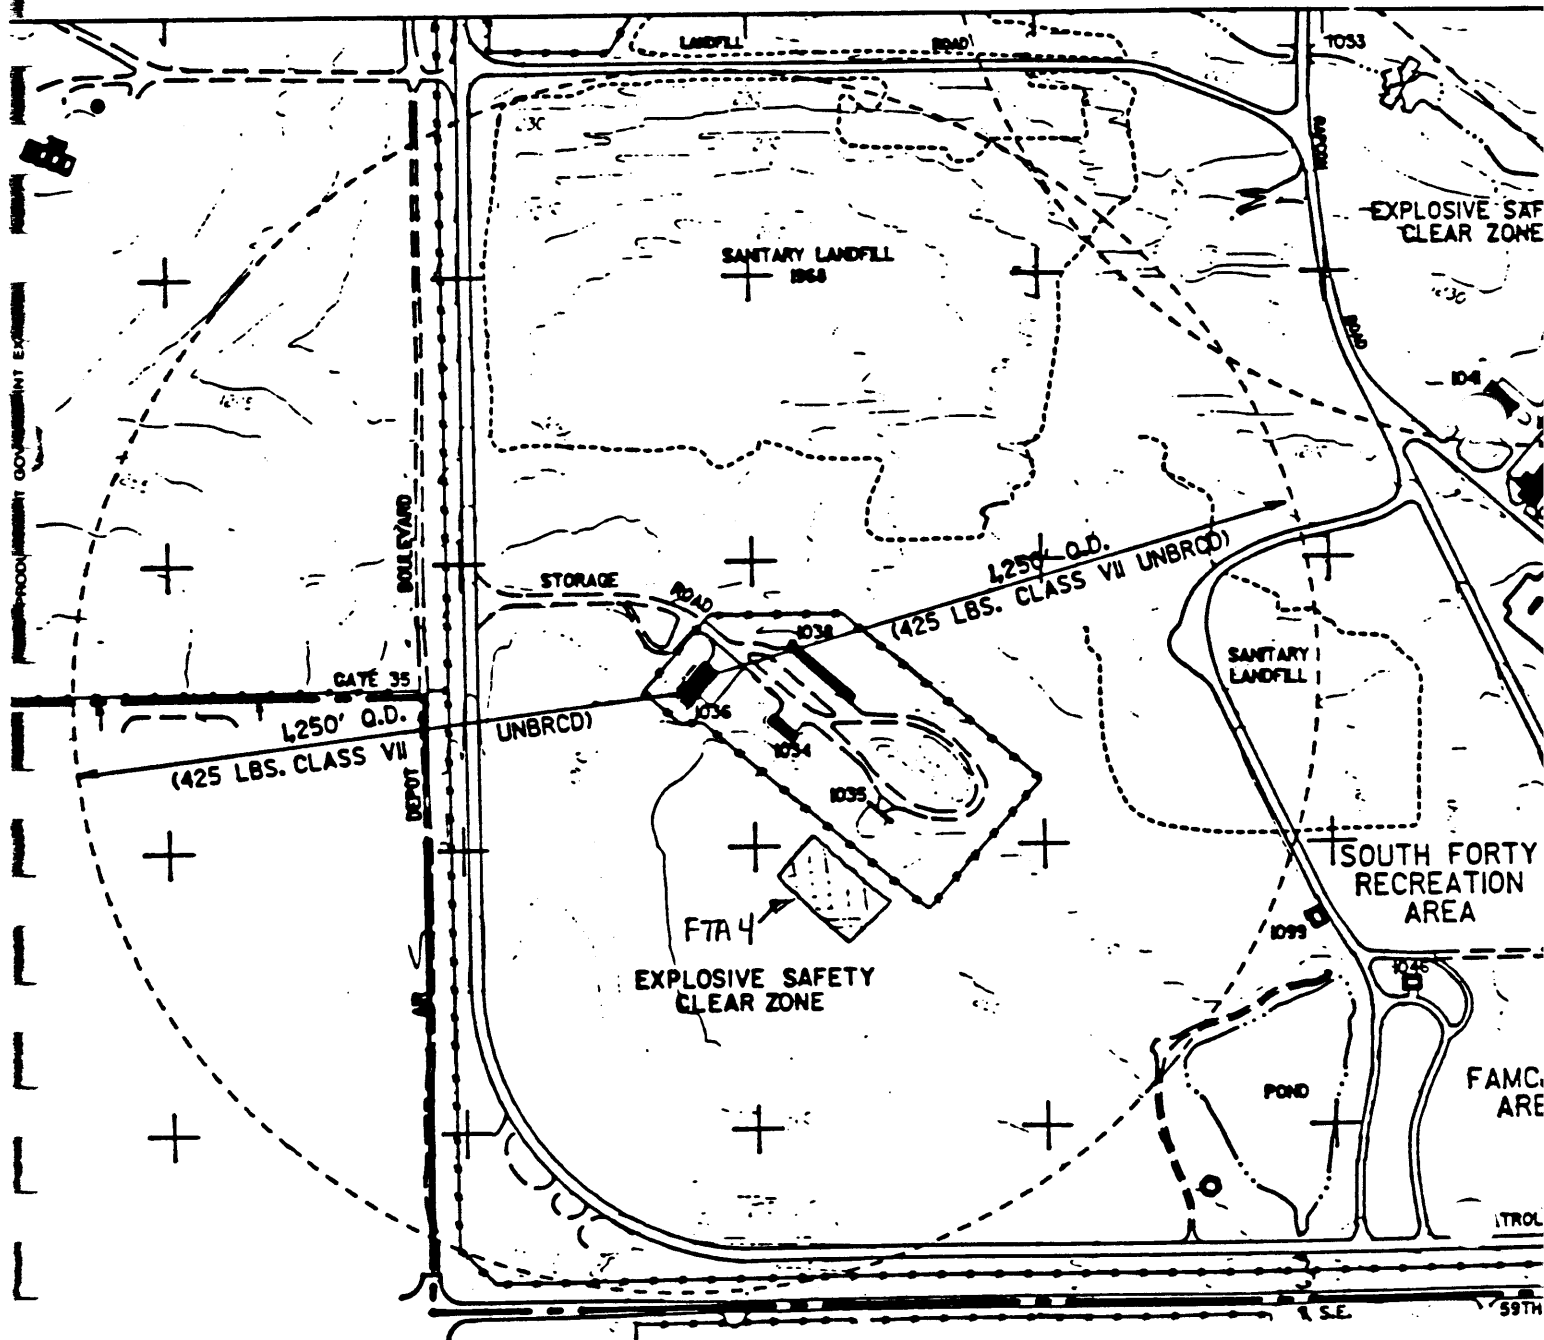 LANDFILL ROAD
1033
EXPLOSIVE SAF
CLEAR ZONE
SANITARY LANDFILL
1968
ROAD
1041
BOULEVARD
STORAGE ROAD
1,250' Q.D.
(425 LBS. CLASS VII UNBRCD)
1038
SANITARY
LANDFILL
GATE 35
1036
1,250' Q.D.
(425 LBS. CLASS VII UNBRCD)
1034
DEPOT
1035
SOUTH FORTY
RECREATION
AREA
FTA 4
1099
1046
EXPLOSIVE SAFETY
CLEAR ZONE
AIR
POND
FAMC
ARE
TROL
S.E.
59TH